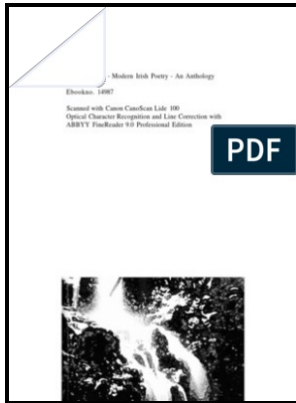 - Modern Irish Poetry - An Anthology
Ebookno. 14987
Scanned with Canon CanoScan Lide 100
Optical Character Recognition and Line Correction with
ABBYY FineReader 9.0 Professional Edition
PDF